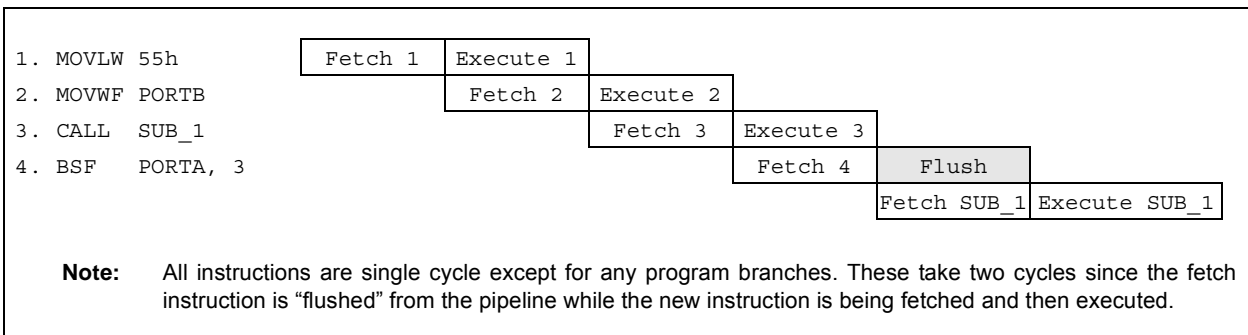 1. MOVLW 55h Fetch 1 Execute 1
2. MOVWF PORTB Fetch 2 Execute 2
3. CALL SUB_1 Fetch 3 Execute 3
4. BSF PORTA, 3 Fetch 4 Flush
Fetch SUB_1 Execute SUB_1
Note: All instructions are single cycle except for any program branches. These take two cycles since the fetch
instruction is “flushed” from the pipeline while the new instruction is being fetched and then executed.